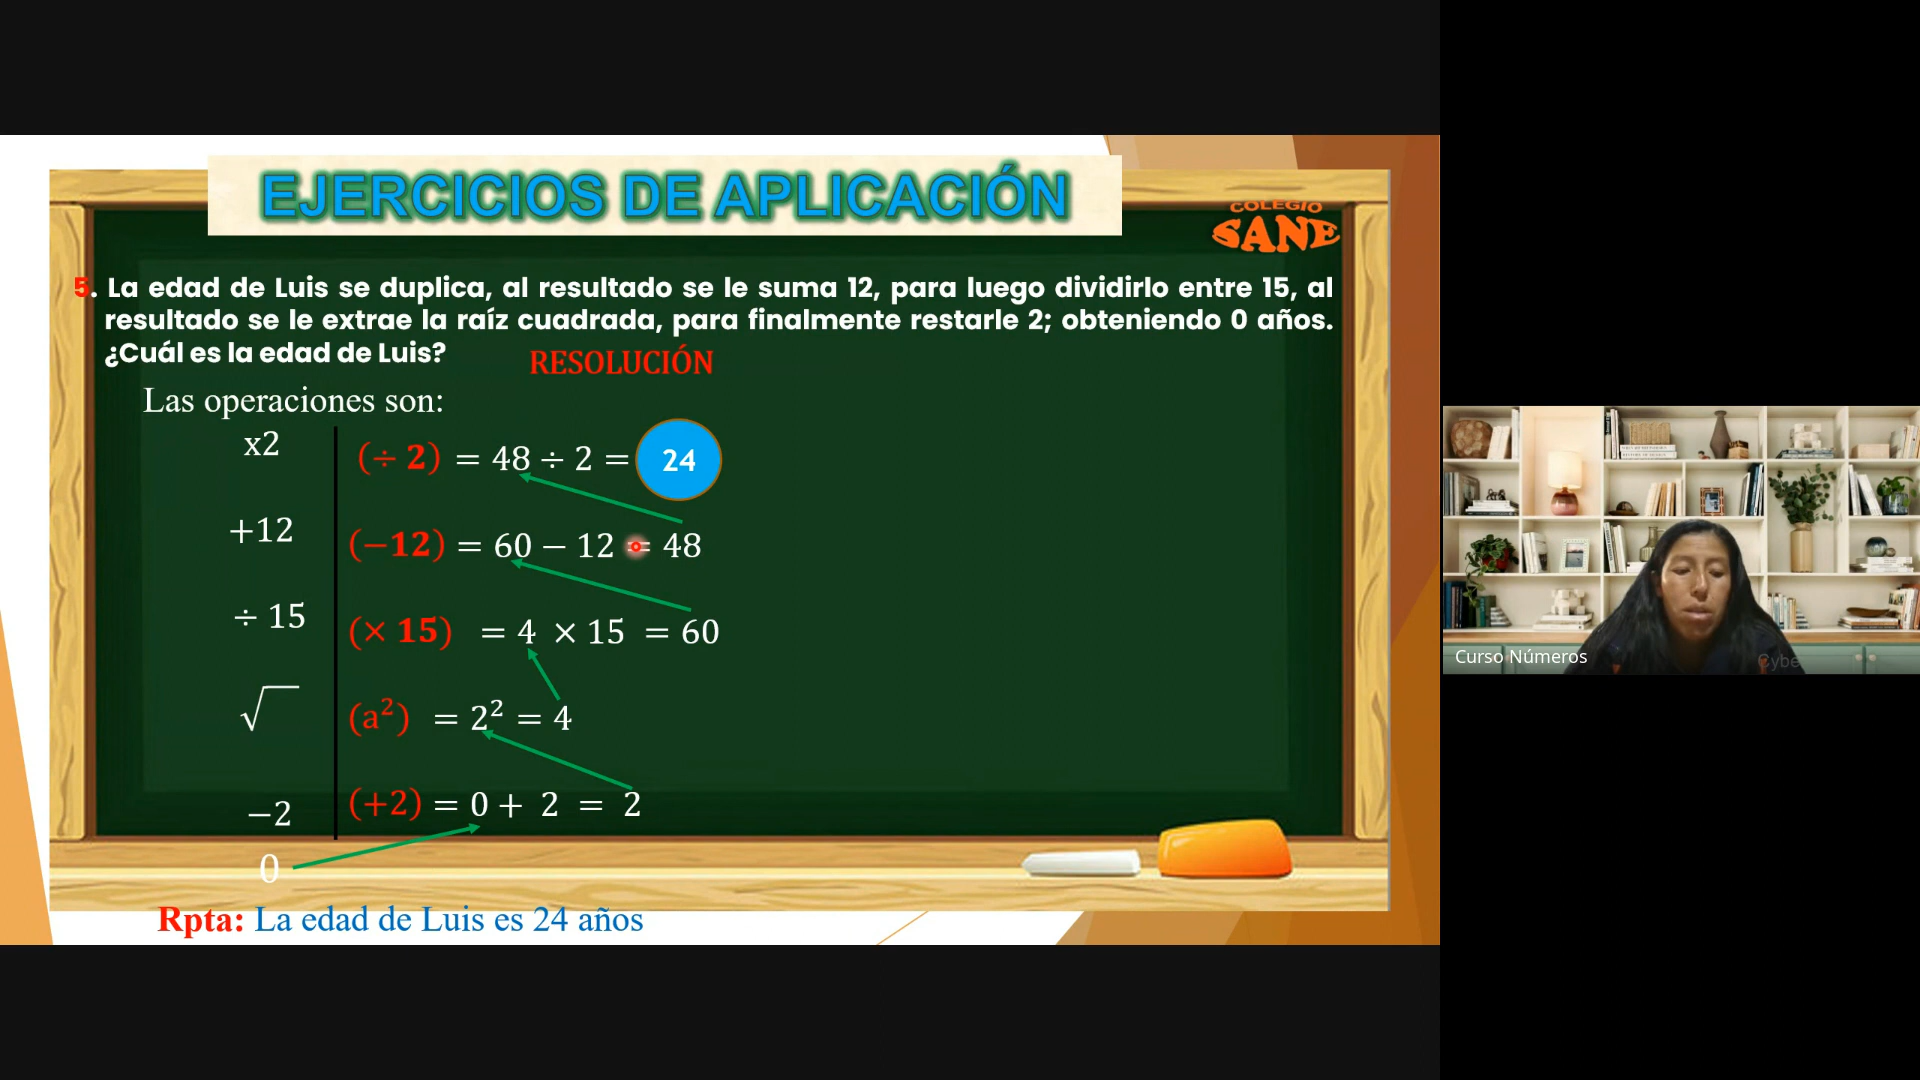 EJERCICIOS DE APLICACIÓN
COLEGIO
SANE
5. La edad de Luis se duplica, al resultado se le suma 12, para luego dividirlo entre 15, al
resultado se le extrae la raíz cuadrada, para finalmente restarle 2; obteniendo 0 años.
¿Cuál es la edad de Luis?
RESOLUCIÓN
Las operaciones son:
x2 (÷ 2) = 48 ÷ 2 = 24
+12 (−12) = 60 − 12 = 48
÷ 15 (× 15) = 4 × 15 = 60
√ (a²) = 2² = 4
−2 (+2) = 0 + 2 = 2
0
Rpta: La edad de Luis es 24 años
Curso Números